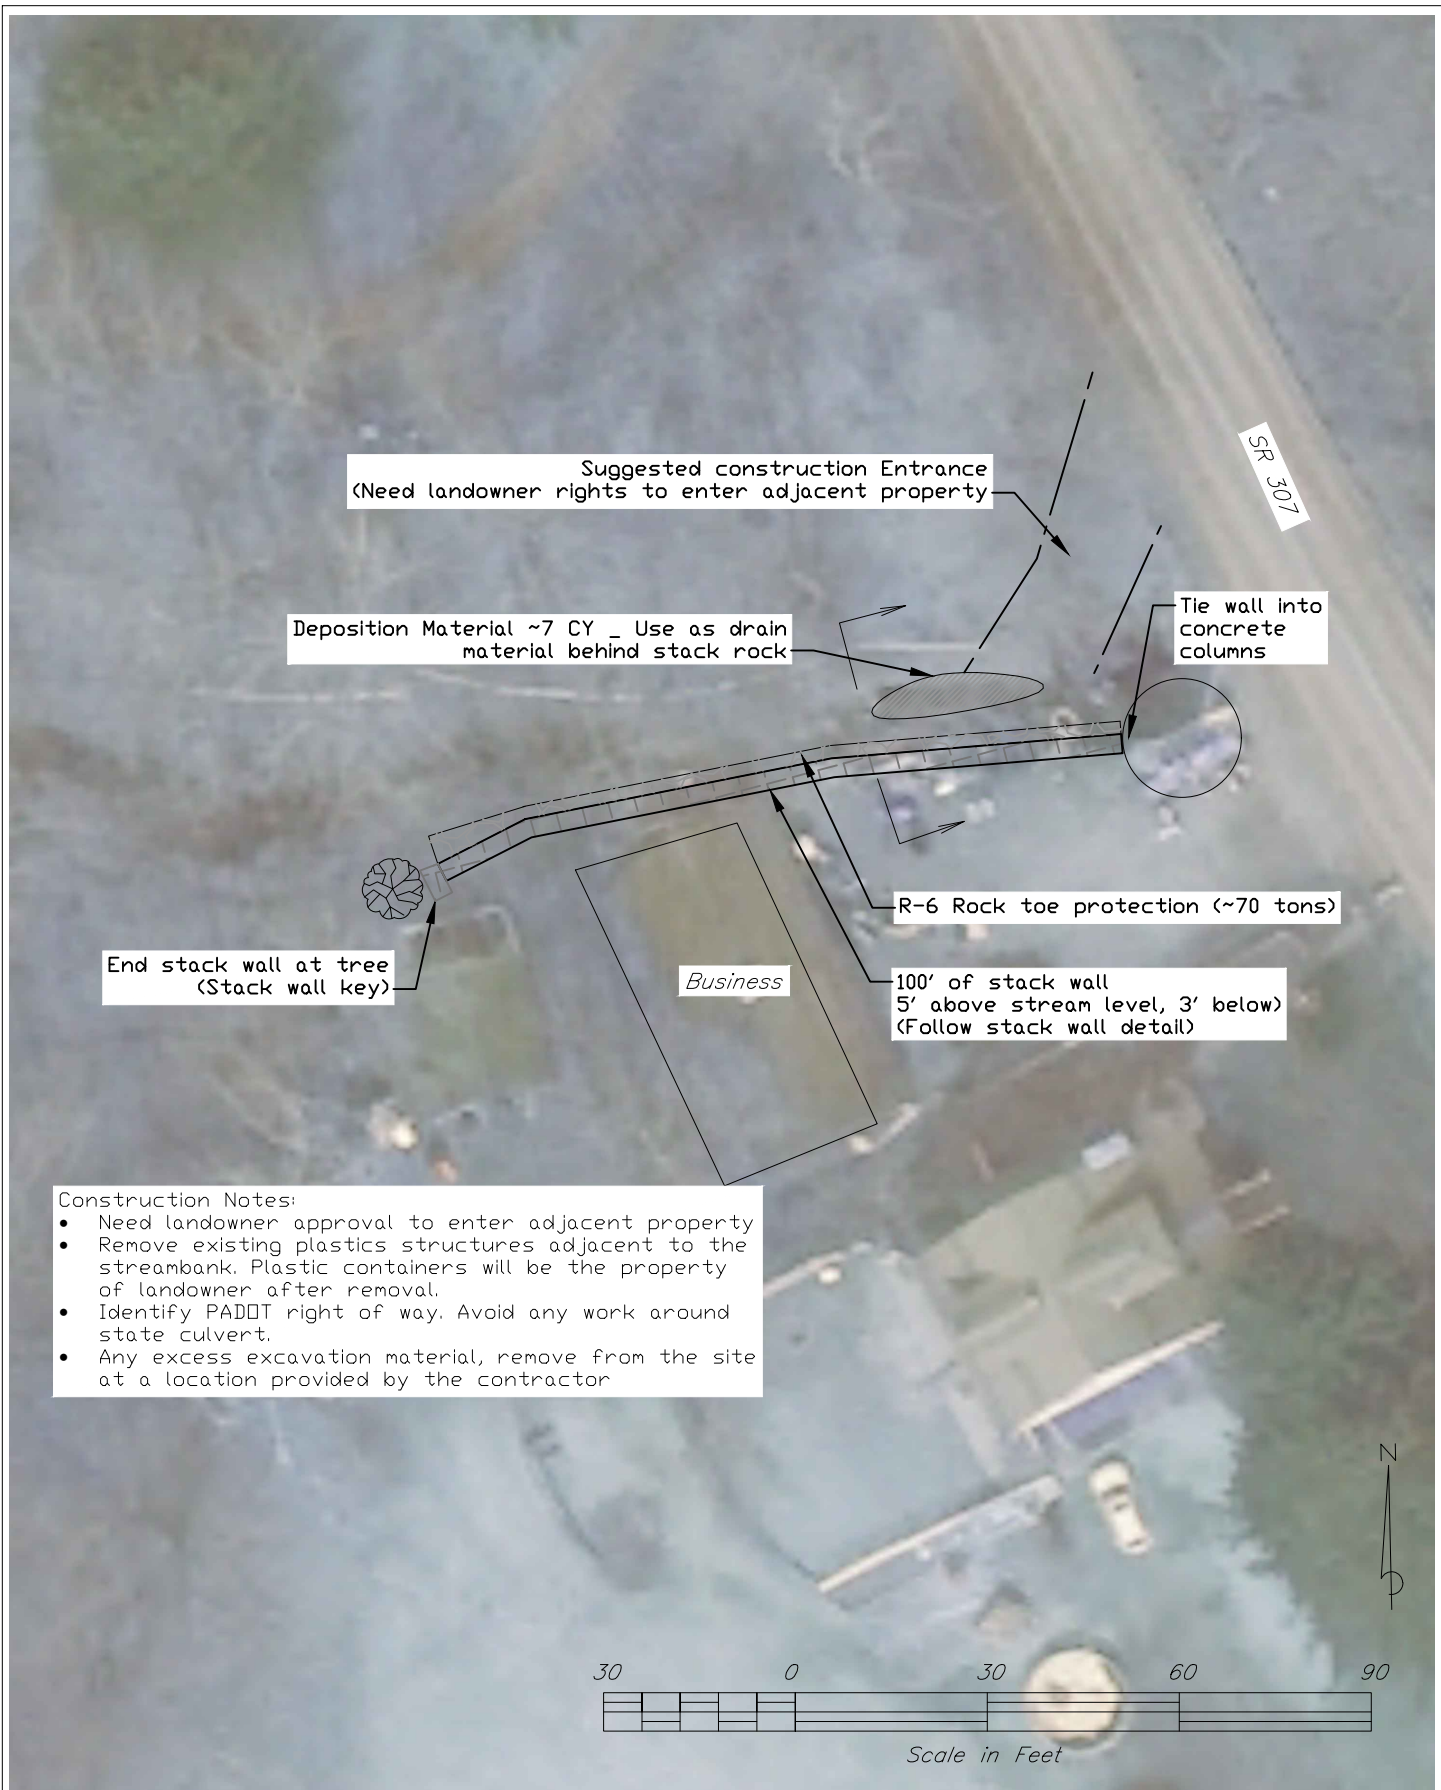 Suggested construction Entrance
(Need landowner rights to enter adjacent property
SR 307
Deposition Material ~7 CY _ Use as drain
material behind stack rock
Tie wall into
concrete
columns
R-6 Rock toe protection (~70 tons)
End stack wall at tree
(Stack wall key)
Business
100' of stack wall
5' above stream level, 3' below)
(Follow stack wall detail)
Construction Notes:
• Need landowner approval to enter adjacent property
• Remove existing plastics structures adjacent to the
streambank. Plastic containers will be the property
of landowner after removal.
• Identify PADOT right of way. Avoid any work around
state culvert.
• Any excess excavation material, remove from the site
at a location provided by the contractor
N
30 0 30 60 90
Scale in Feet